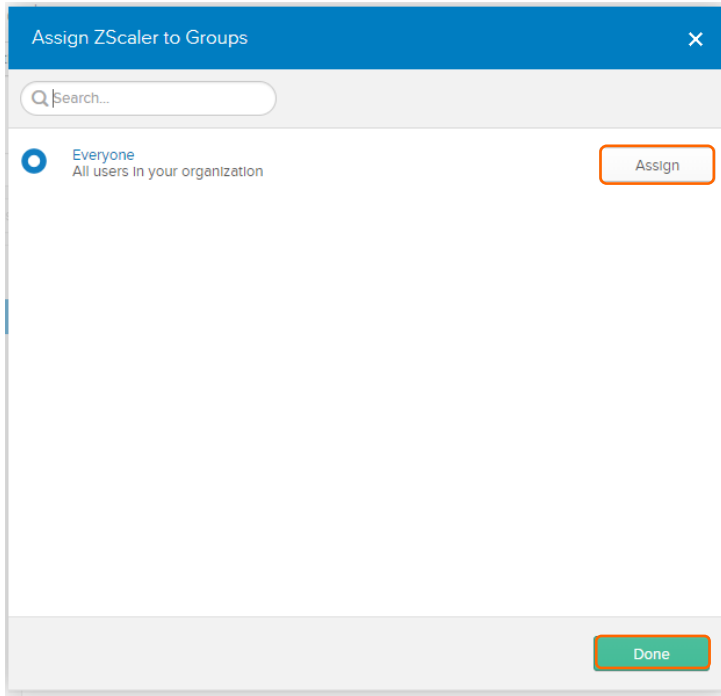 Assign ZScaler to Groups
Search...
Everyone
All users in your organization
Assign
Done